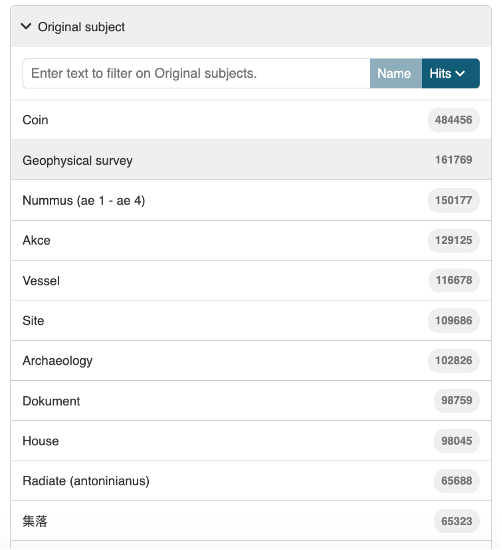 Original subject
Enter text to filter on Original subjects. Name Hits
Coin 484456
Geophysical survey 161769
Nummus (ae 1 - ae 4) 150177
Akce 129125
Vessel 116678
Site 109686
Archaeology 102826
Dokument 98759
House 98045
Radiate (antoninianus) 65688
集落 65323